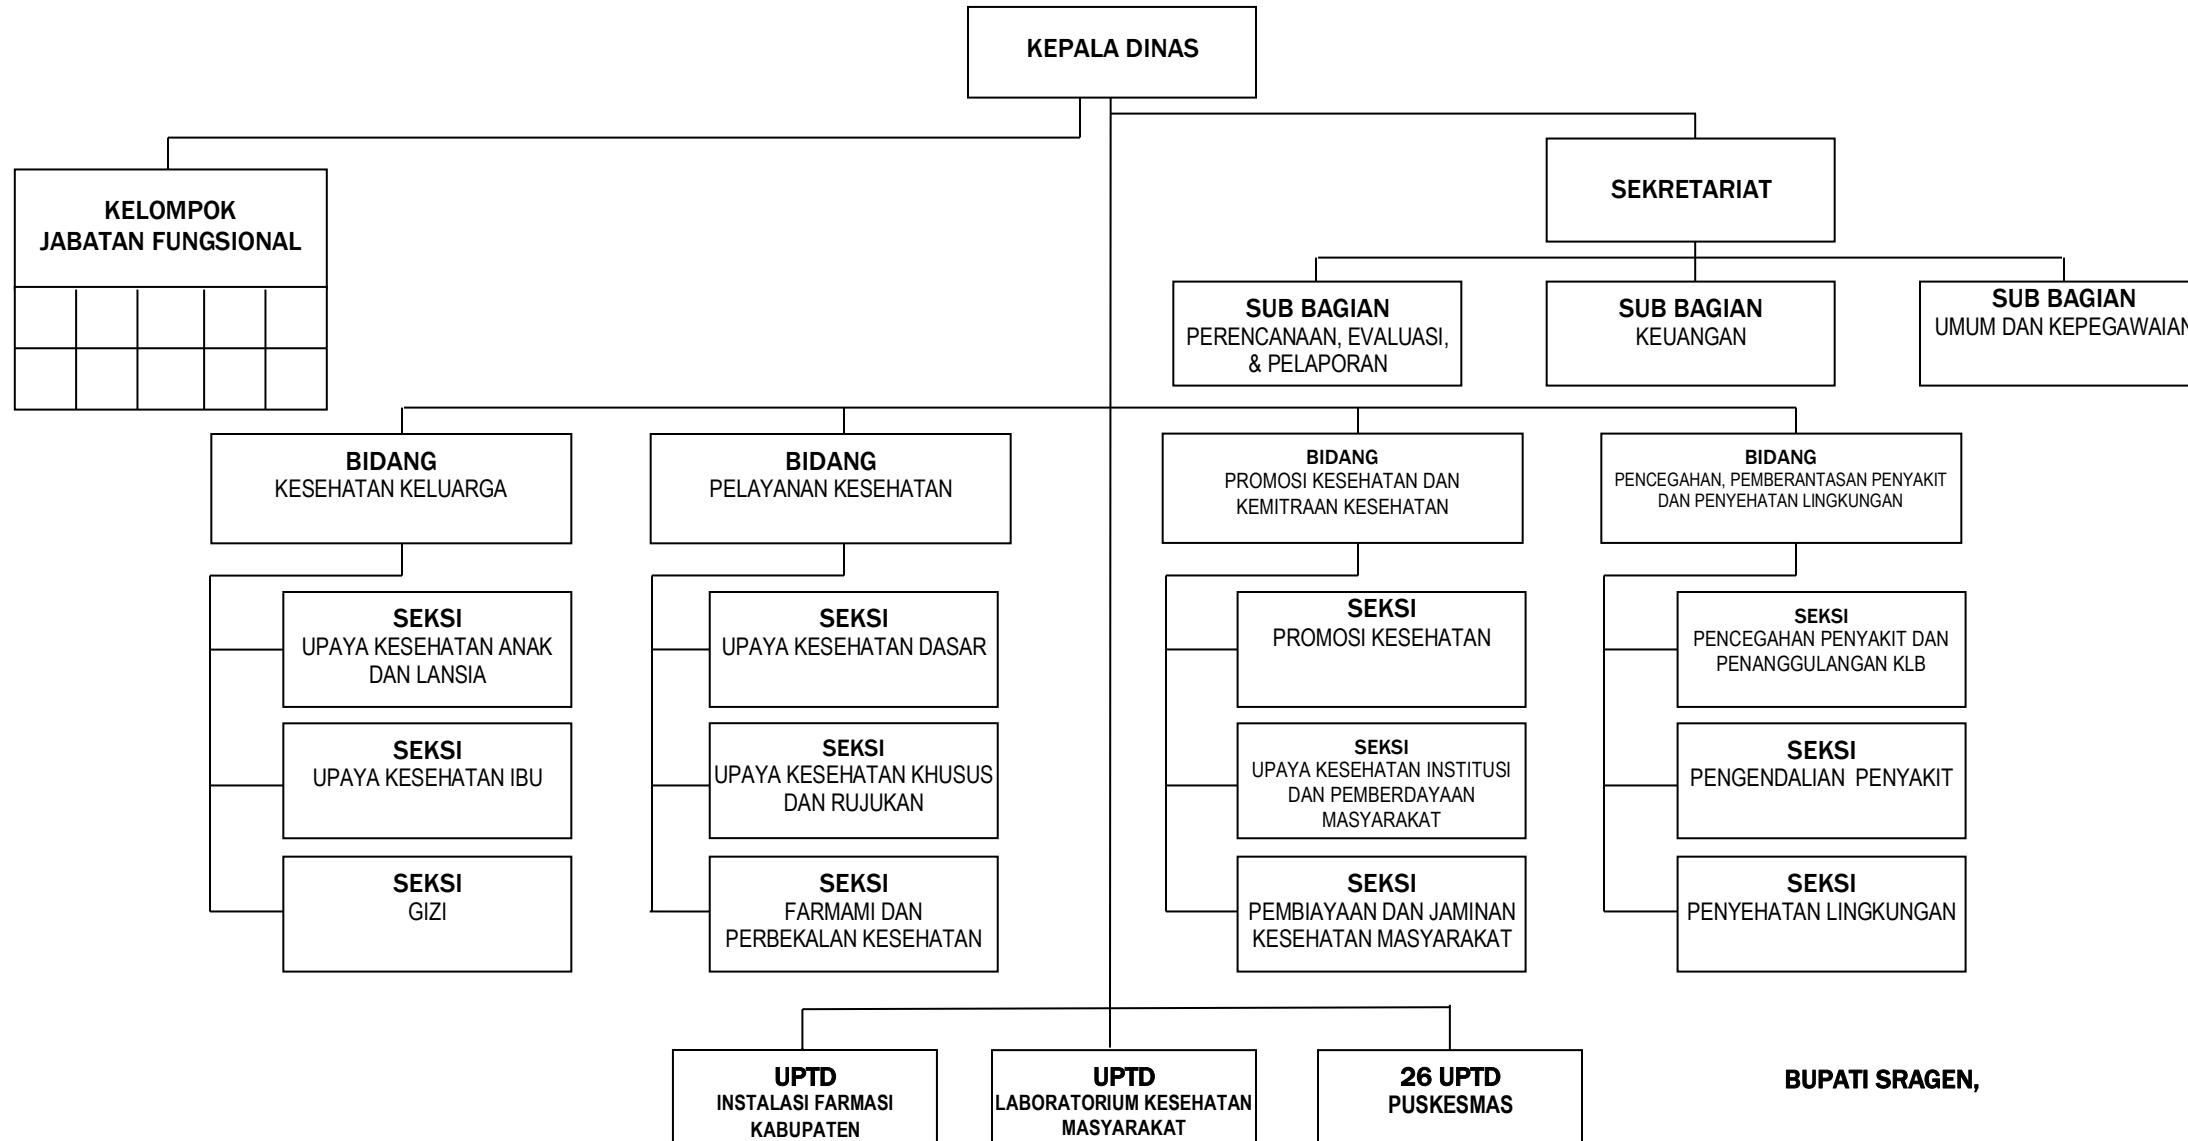 KEPALA DINAS
KELOMPOK
JABATAN FUNGSIONAL
SEKRETARIAT
SUB BAGIAN
PERENCANAAN, EVALUASI,
& PELAPORAN
SUB BAGIAN
KEUANGAN
SUB BAGIAN
UMUM DAN KEPEGAWAIAN
BIDANG
KESEHATAN KELUARGA
BIDANG
PELAYANAN KESEHATAN
BIDANG
PROMOSI KESEHATAN DAN
KEMITRAAN KESEHATAN
BIDANG
PENCEGAHAN, PEMBERANTASAN PENYAKIT
DAN PENYEHATAN LINGKUNGAN
SEKSI
UPAYA KESEHATAN ANAK
DAN LANSIA
SEKSI
UPAYA KESEHATAN IBU
SEKSI
GIZI
SEKSI
UPAYA KESEHATAN DASAR
SEKSI
UPAYA KESEHATAN KHUSUS
DAN RUJUKAN
SEKSI
FARMAMI DAN
PERBEKALAN KESEHATAN
SEKSI
PROMOSI KESEHATAN
SEKSI
UPAYA KESEHATAN INSTITUSI
DAN PEMBERDAYAAN
MASYARAKAT
SEKSI
PEMBIAYAAN DAN JAMINAN
KESEHATAN MASYARAKAT
SEKSI
PENCEGAHAN PENYAKIT DAN
PENANGGULANGAN KLB
SEKSI
PENGENDALIAN  PENYAKIT
SEKSI
PENYEHATAN LINGKUNGAN
UPTD
INSTALASI FARMASI
KABUPATEN
UPTD
LABORATORIUM KESEHATAN
MASYARAKAT
26 UPTD
PUSKESMAS
BUPATI SRAGEN,